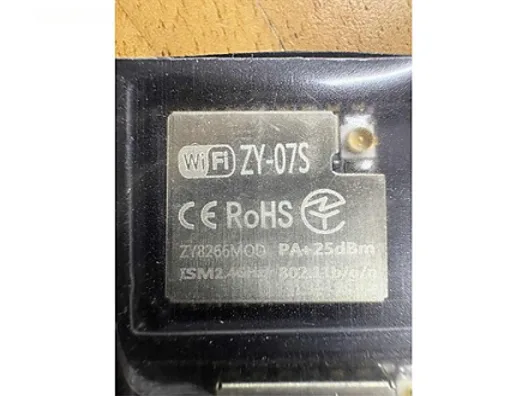 WiFi ZY-07S
CE RoHS
ZY8266MOD PA+25dBm
ISM2.4GHz 802.11b/g/n